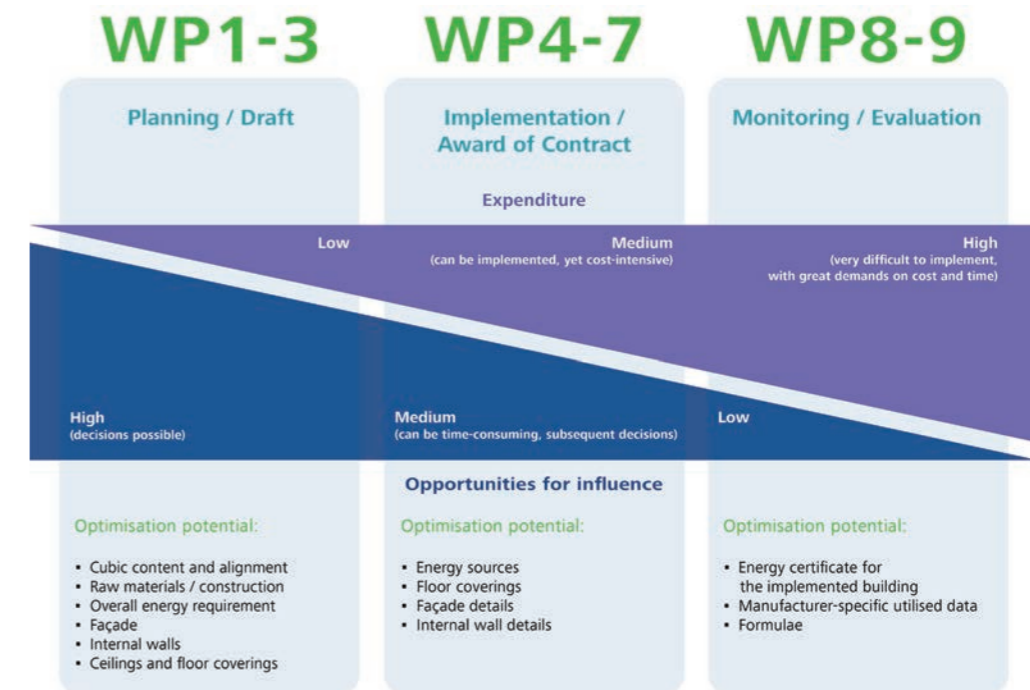 WP1-3
WP4-7
WP8-9
Planning / Draft
Implementation /
Award of Contract
Monitoring / Evaluation
Expenditure
Low
Medium
(can be implemented, yet cost-intensive)
High
(very difficult to implement,
with great demands on cost and time)
High
(decisions possible)
Medium
(can be time-consuming, subsequent decisions)
Low
Opportunities for influence
Optimisation potential:
▪ Cubic content and alignment
▪ Raw materials / construction
▪ Overall energy requirement
▪ Façade
▪ Internal walls
▪ Ceilings and floor coverings
Optimisation potential:
▪ Energy sources
▪ Floor coverings
▪ Façade details
▪ Internal wall details
Optimisation potential:
▪ Energy certificate for
the implemented building
▪ Manufacturer-specific utilised data
▪ Formulae